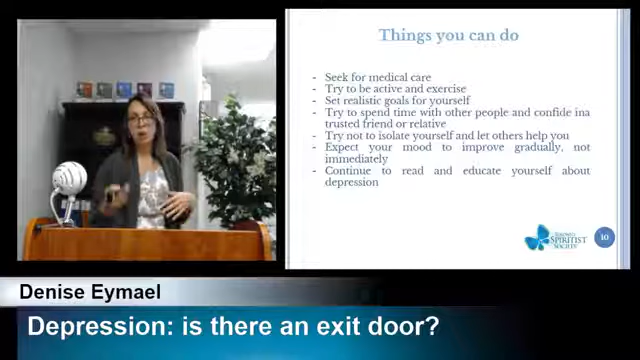 Things you can do
- Seek for medical care
- Try to be active and exercise
- Set realistic goals for yourself
- Try to spend time with other people and confide ina
trusted friend or relative
- Try not to isolate yourself and let others help you
- Expect your mood to improve gradually, not
immediately
- Continue to read and educate yourself about
depression
TORONTO
SPIRITIST
SOCIETY
10
Denise Eymael
Depression: is there an exit door?